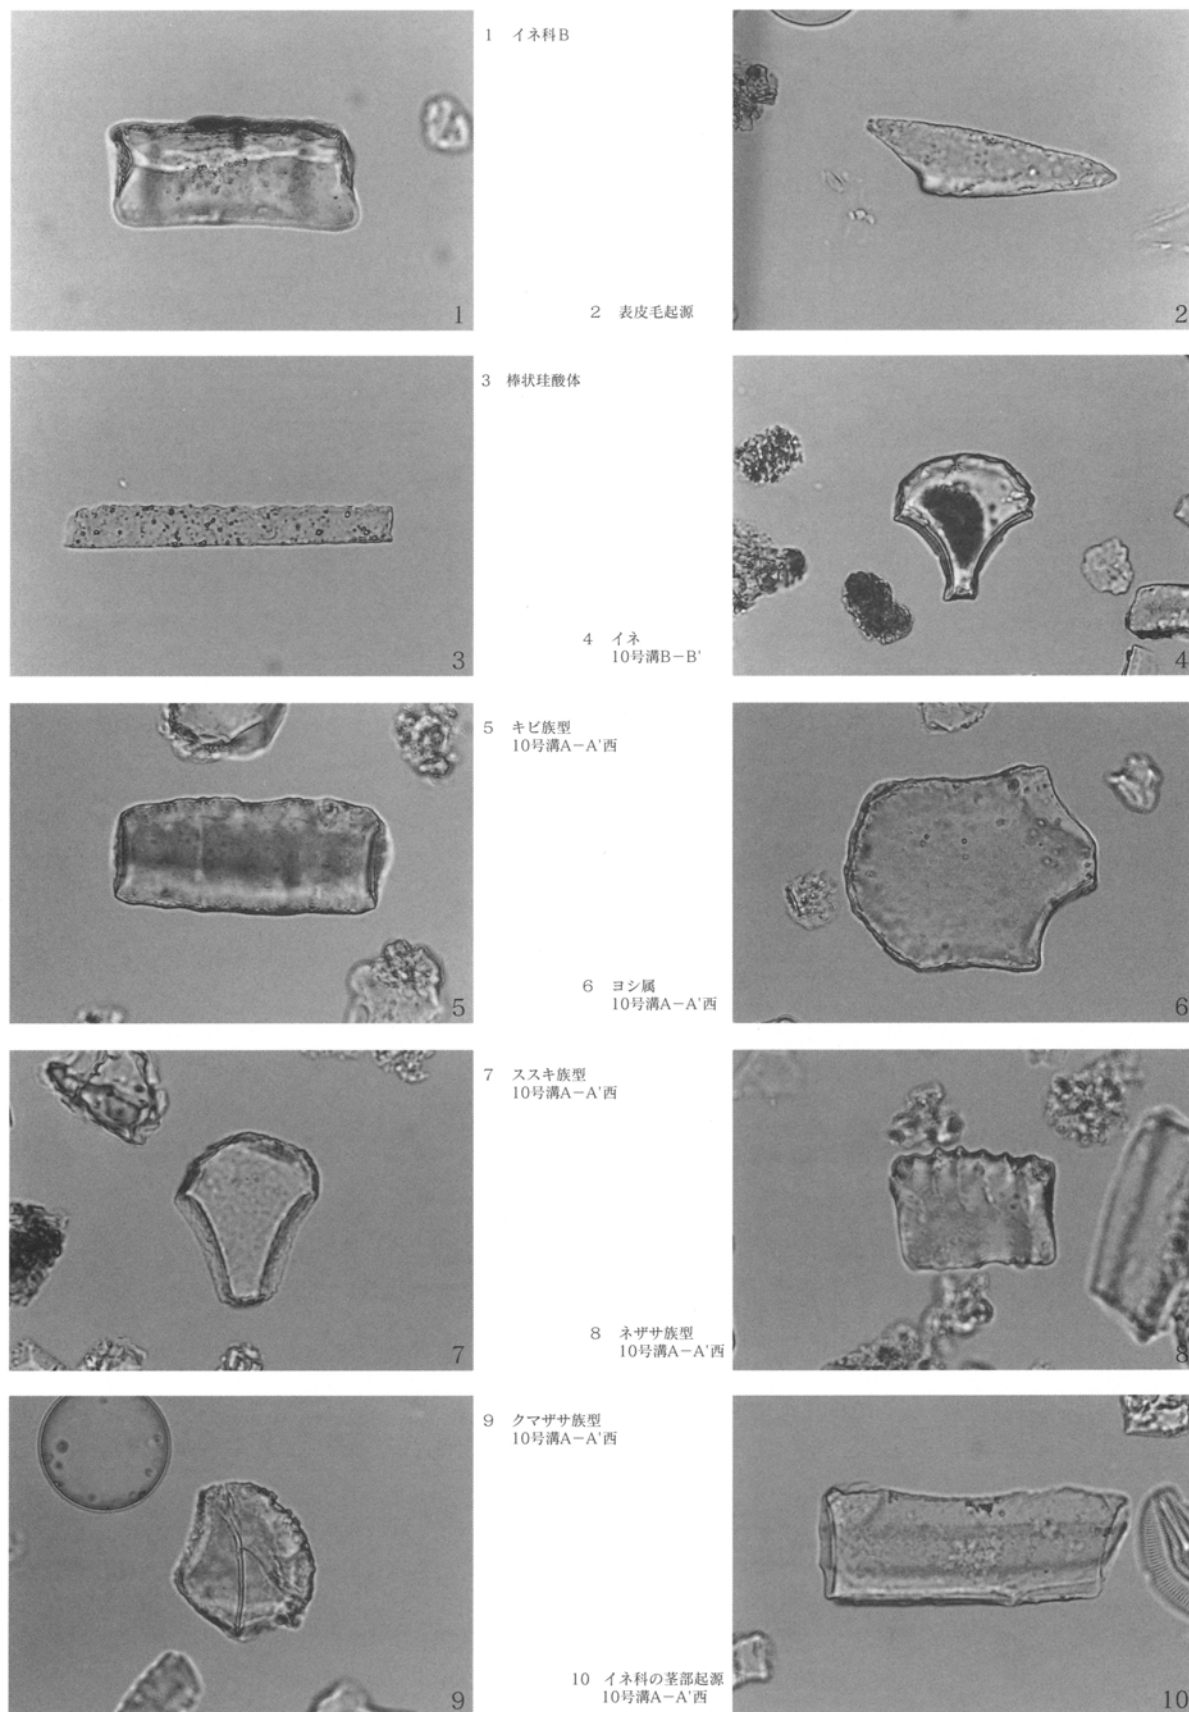 1 イネ科B
1
2 表皮毛起源
2
3 棒状珪酸体
3
4 イネ
10号溝B-B'
4
5 キビ族型
10号溝A-A'西
5
6 ヨシ属
10号溝A-A'西
6
7 ススキ族型
10号溝A-A'西
7
8 ネザサ族型
10号溝A-A'西
8
9 クマザサ族型
10号溝A-A'西
9
10 イネ科の茎部起源
10号溝A-A'西
10